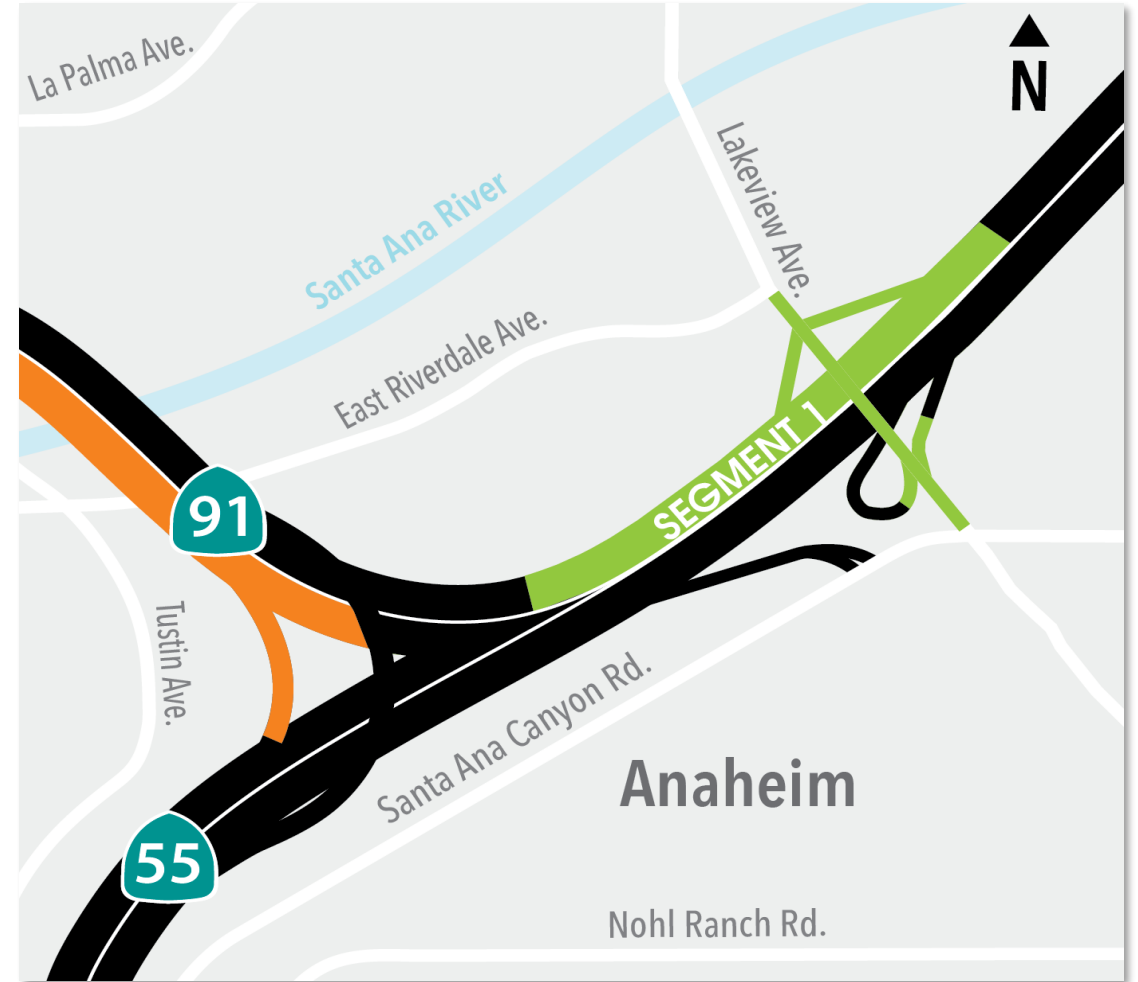 La Palma Ave.
N
Lakeview Ave.
Santa Ana River
East Riverdale Ave.
SEGMENT 1
91
Tustin Ave.
Santa Ana Canyon Rd.
Anaheim
55
Nohl Ranch Rd.